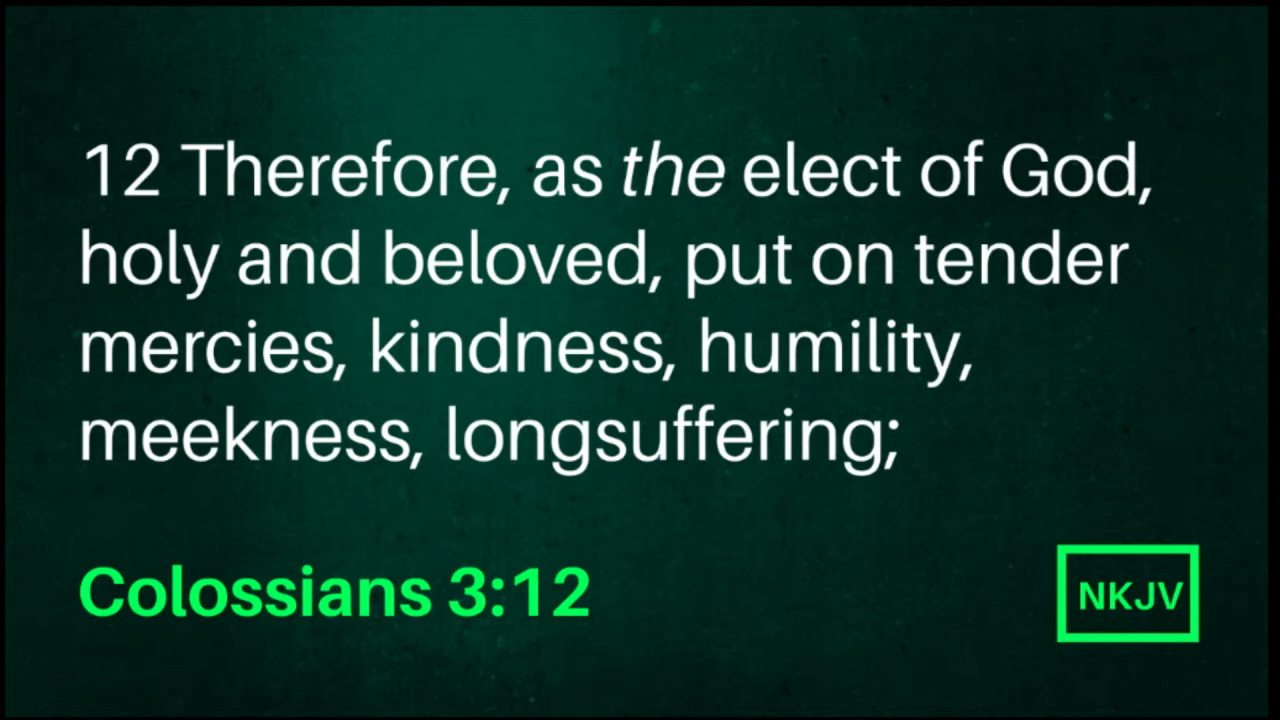 12 Therefore, as the elect of God,
holy and beloved, put on tender
mercies, kindness, humility,
meekness, longsuffering;
Colossians 3:12
NKJV